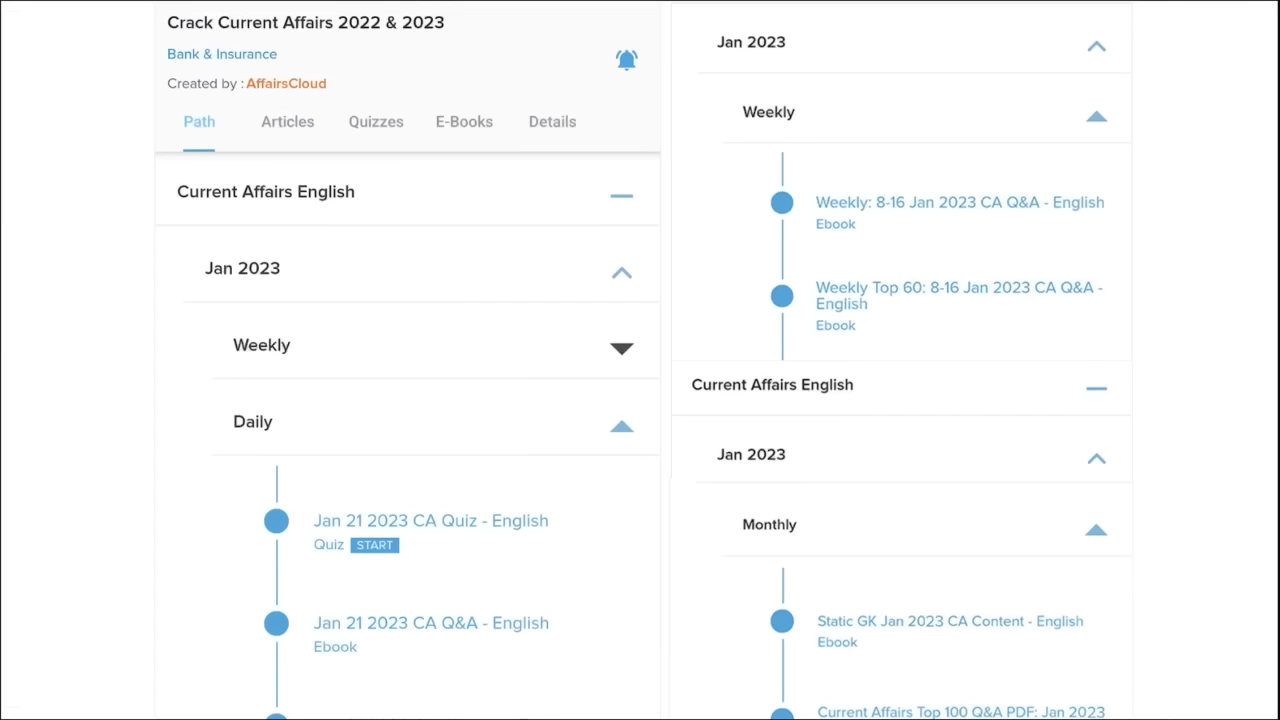 Crack Current Affairs 2022 & 2023
Bank & Insurance
Created by : AffairsCloud
Path Articles Quizzes E-Books Details
Current Affairs English
Jan 2023
Weekly
Daily
Jan 21 2023 CA Quiz - English
Quiz START
Jan 21 2023 CA Q&A - English
Ebook
Jan 2023
Weekly
Weekly: 8-16 Jan 2023 CA Q&A - English
Ebook
Weekly Top 60: 8-16 Jan 2023 CA Q&A -
English
Ebook
Current Affairs English
Jan 2023
Monthly
Static GK Jan 2023 CA Content - English
Ebook
Current Affairs Top 100 Q&A PDF: Jan 2023